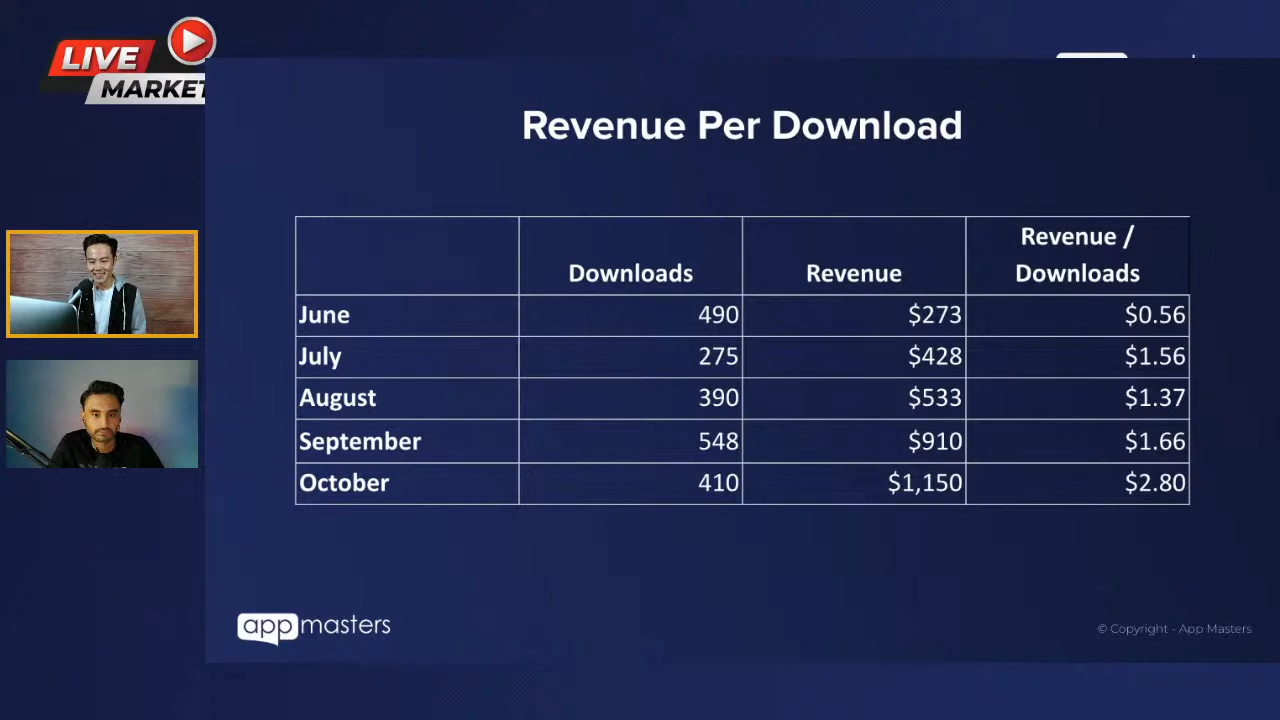 LIVE
MARKET
Revenue Per Download
Downloads Revenue Revenue / Downloads
June 490 $273 $0.56
July 275 $428 $1.56
August 390 $533 $1.37
September 548 $910 $1.66
October 410 $1,150 $2.80
appmasters
© Copyright - App Masters